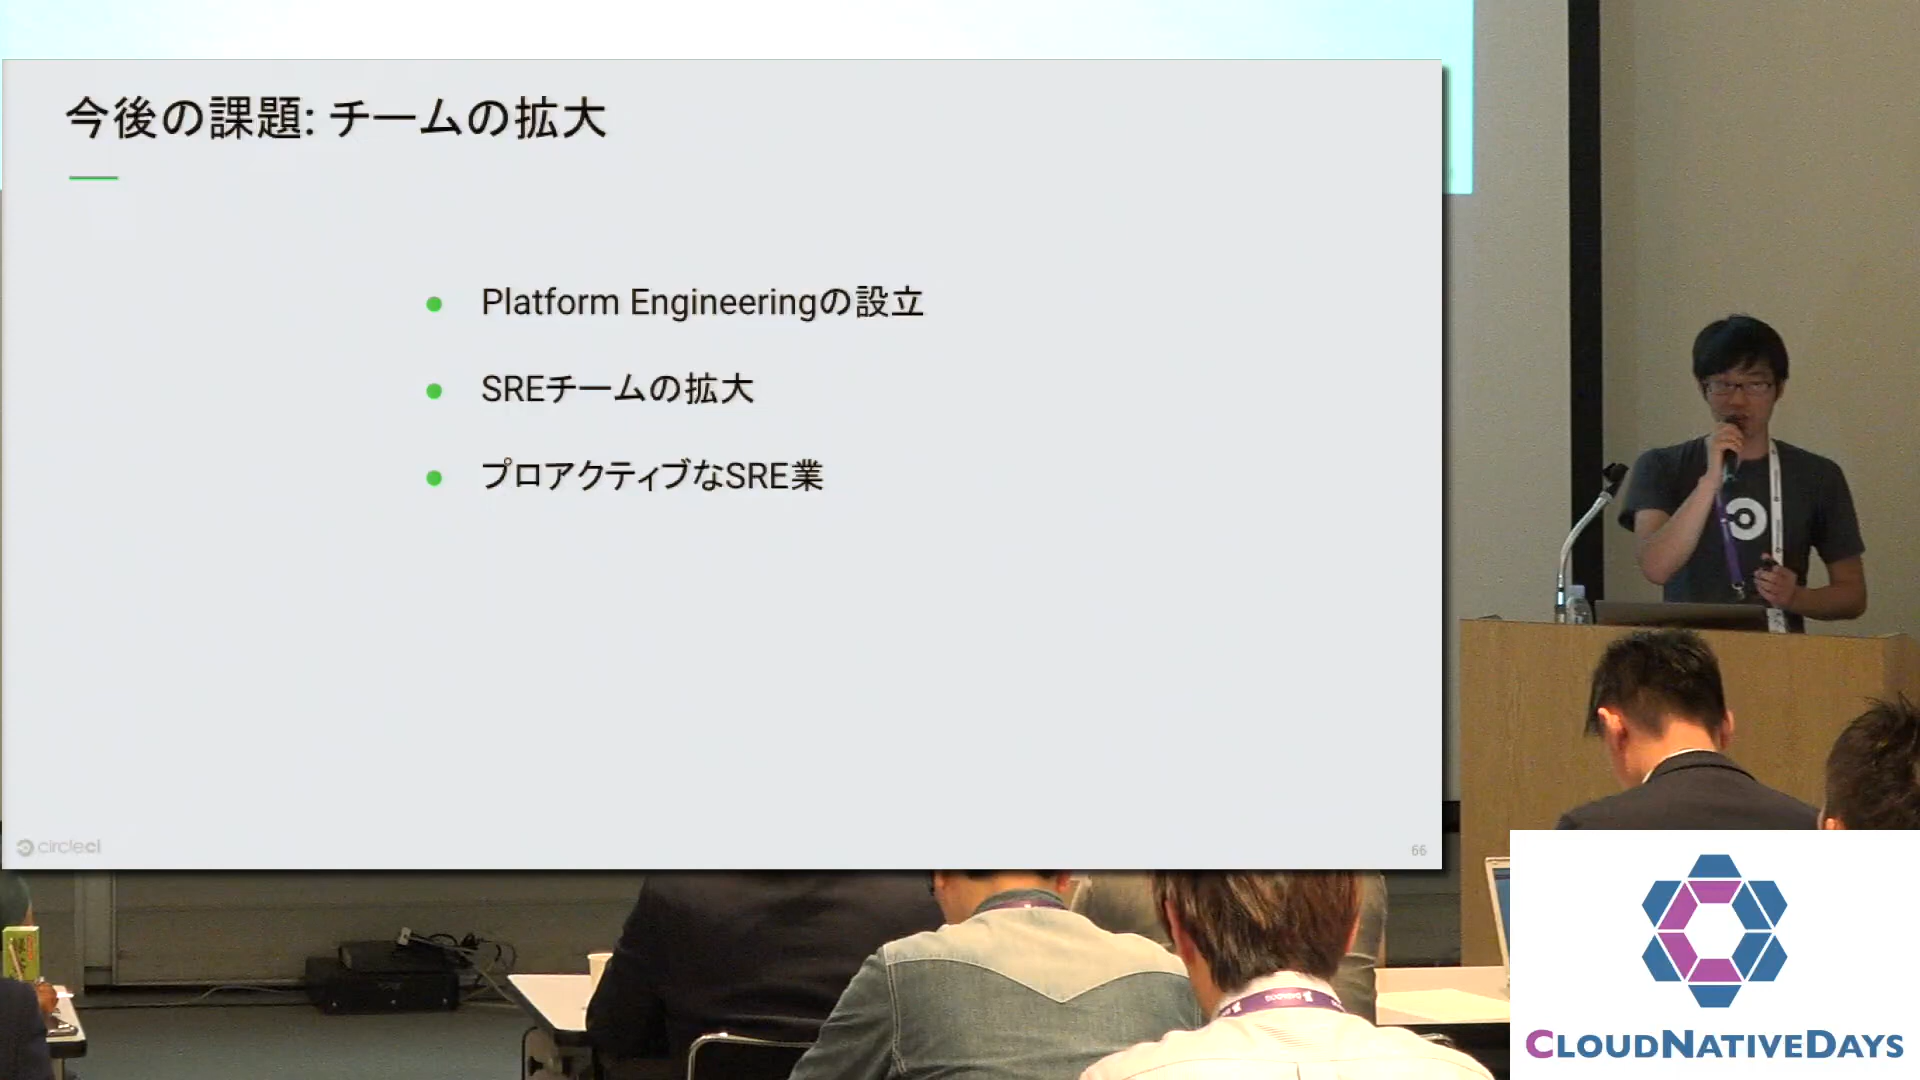 今後の課題: チームの拡大
Platform Engineeringの設立
SREチームの拡大
プロアクティブなSRE業
circleci
66
CLOUDNATIVEDAYS